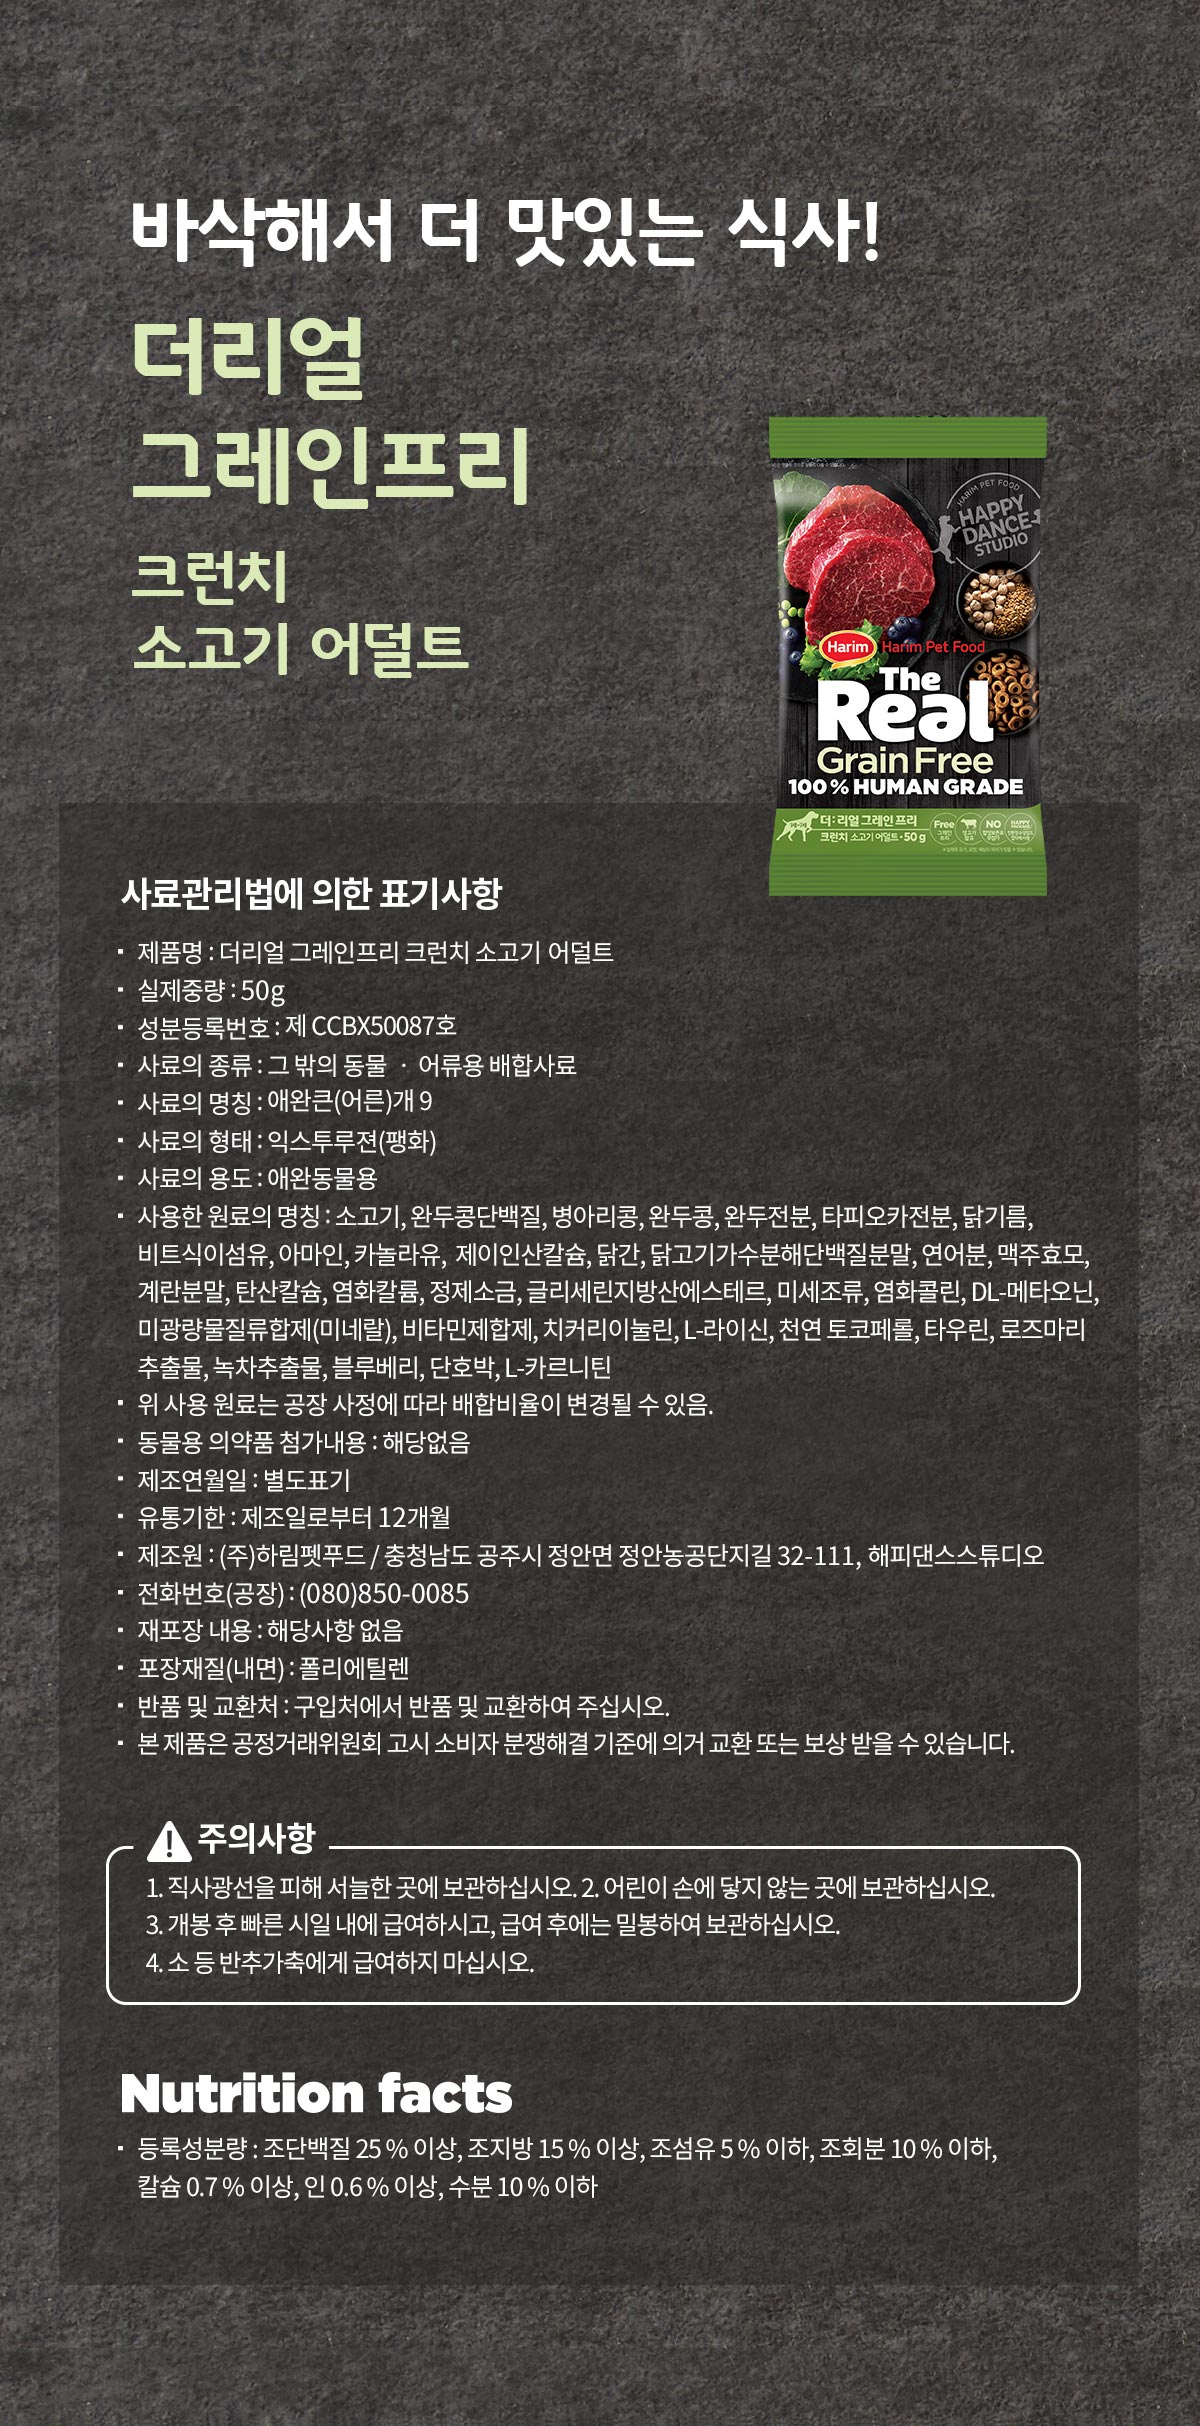 바삭해서 더 맛있는 식사!
더리얼
그레인프리
크런치
소고기 어덜트
HARIM PET FOOD
HAPPY
DANCE
STUDIO
Harim Harim Pet Food
The
Real
Grain Free
100% HUMAN GRADE
더:리얼 그레인 프리
크런치 소고기 어덜트·50g
Free
그레인
프리
생고기
NO
HAPPY
사료관리법에 의한 표기사항
▪ 제품명 : 더리얼 그레인프리 크런치 소고기 어덜트
▪ 실제중량 : 50g
▪ 성분등록번호 : 제 CCBX50087호
▪ 사료의 종류 : 그 밖의 동물 · 어류용 배합사료
▪ 사료의 명칭 : 애완큰(어른)개 9
▪ 사료의 형태 : 익스투루젼(팽화)
▪ 사료의 용도 : 애완동물용
▪ 사용한 원료의 명칭 : 소고기, 완두콩단백질, 병아리콩, 완두콩, 완두전분, 타피오카전분, 닭기름,
비트식이섬유, 아마인, 카놀라유, 제이인산칼슘, 닭간, 닭고기가수분해단백질분말, 연어분, 맥주효모,
계란분말, 탄산칼슘, 염화칼륨, 정제소금, 글리세린지방산에스테르, 미세조류, 염화콜린, DL-메타오닌,
미광량물질류합제(미네랄), 비타민제합제, 치커리이눌린, L-라이신, 천연 토코페롤, 타우린, 로즈마리
추출물, 녹차추출물, 블루베리, 단호박, L-카르니틴
▪ 위 사용 원료는 공장 사정에 따라 배합비율이 변경될 수 있음.
▪ 동물용 의약품 첨가내용 : 해당없음
▪ 제조연월일 : 별도표기
▪ 유통기한 : 제조일로부터 12개월
▪ 제조원 : (주)하림펫푸드 / 충청남도 공주시 정안면 정안농공단지길 32-111, 해피댄스스튜디오
▪ 전화번호(공장) : (080)850-0085
▪ 재포장 내용 : 해당사항 없음
▪ 포장재질(내면) : 폴리에틸렌
▪ 반품 및 교환처 : 구입처에서 반품 및 교환하여 주십시오.
▪ 본 제품은 공정거래위원회 고시 소비자 분쟁해결 기준에 의거 교환 또는 보상 받을 수 있습니다.
주의사항
1. 직사광선을 피해 서늘한 곳에 보관하십시오. 2. 어린이 손에 닿지 않는 곳에 보관하십시오.
3. 개봉 후 빠른 시일 내에 급여하시고, 급여 후에는 밀봉하여 보관하십시오.
4. 소 등 반추가축에게 급여하지 마십시오.
Nutrition facts
▪ 등록성분량 : 조단백질 25 % 이상, 조지방 15 % 이상, 조섬유 5 % 이하, 조회분 10 % 이하,
칼슘 0.7 % 이상, 인 0.6 % 이상, 수분 10 % 이하